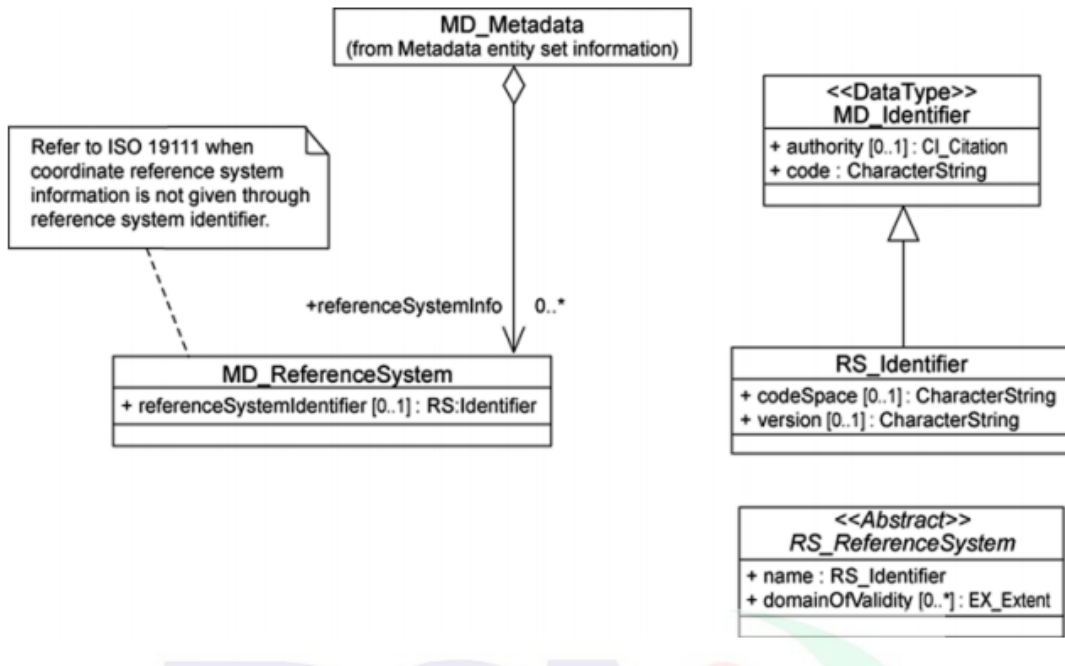 MD_Metadata
(from Metadata entity set information)
Refer to ISO 19111 when
coordinate reference system
information is not given through
reference system identifier.
+referenceSystemInfo 0..*
MD_ReferenceSystem
+ referenceSystemIdentifier [0..1] : RS:Identifier
<<DataType>>
MD_Identifier
+ authority [0..1] : CI_Citation
+ code : CharacterString
RS_Identifier
+ codeSpace [0..1] : CharacterString
+ version [0..1] : CharacterString
<<Abstract>>
RS_ReferenceSystem
+ name : RS_Identifier
+ domainOfValidity [0..*] : EX_Extent